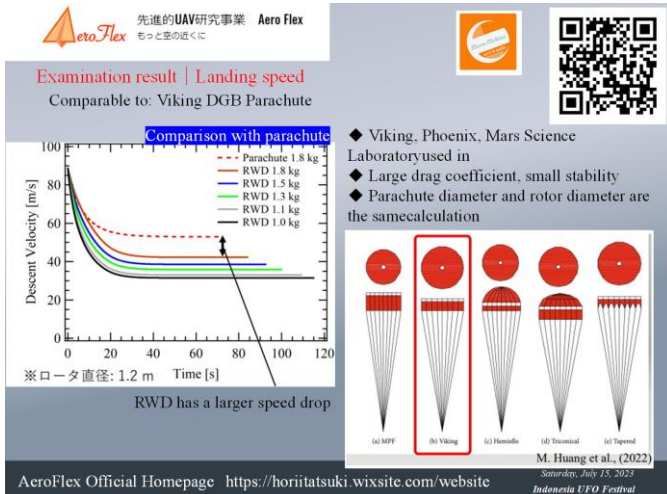 AeroFlex
先進的UAV研究事業 Aero Flex
もっと空の近くに
Examination result｜Landing speed
Comparable to: Viking DGB Parachute
Comparison with parachute
100
80
60
40
20
0
Descent Velocity [m/s]
Parachute 1.8 kg
RWD 1.8 kg
RWD 1.5 kg
RWD 1.3 kg
RWD 1.1 kg
RWD 1.0 kg
0 20 40 60 80 100 120
※ロータ直径: 1.2 m
Time [s]
RWD has a larger speed drop
◆ Viking, Phoenix, Mars Science
Laboratoryused in
◆ Large drag coefficient, small stability
◆ Parachute diameter and rotor diameter are
the samecalculation
(a) MPF
(b) Viking
(c) Hemisflo
(d) Triconical
(e) Tapered
M. Huang et al., (2022)
AeroFlex Official Homepage https://horiitatsuki.wixsite.com/website
Saturday, July 15, 2023
Indonesia UFO Festival